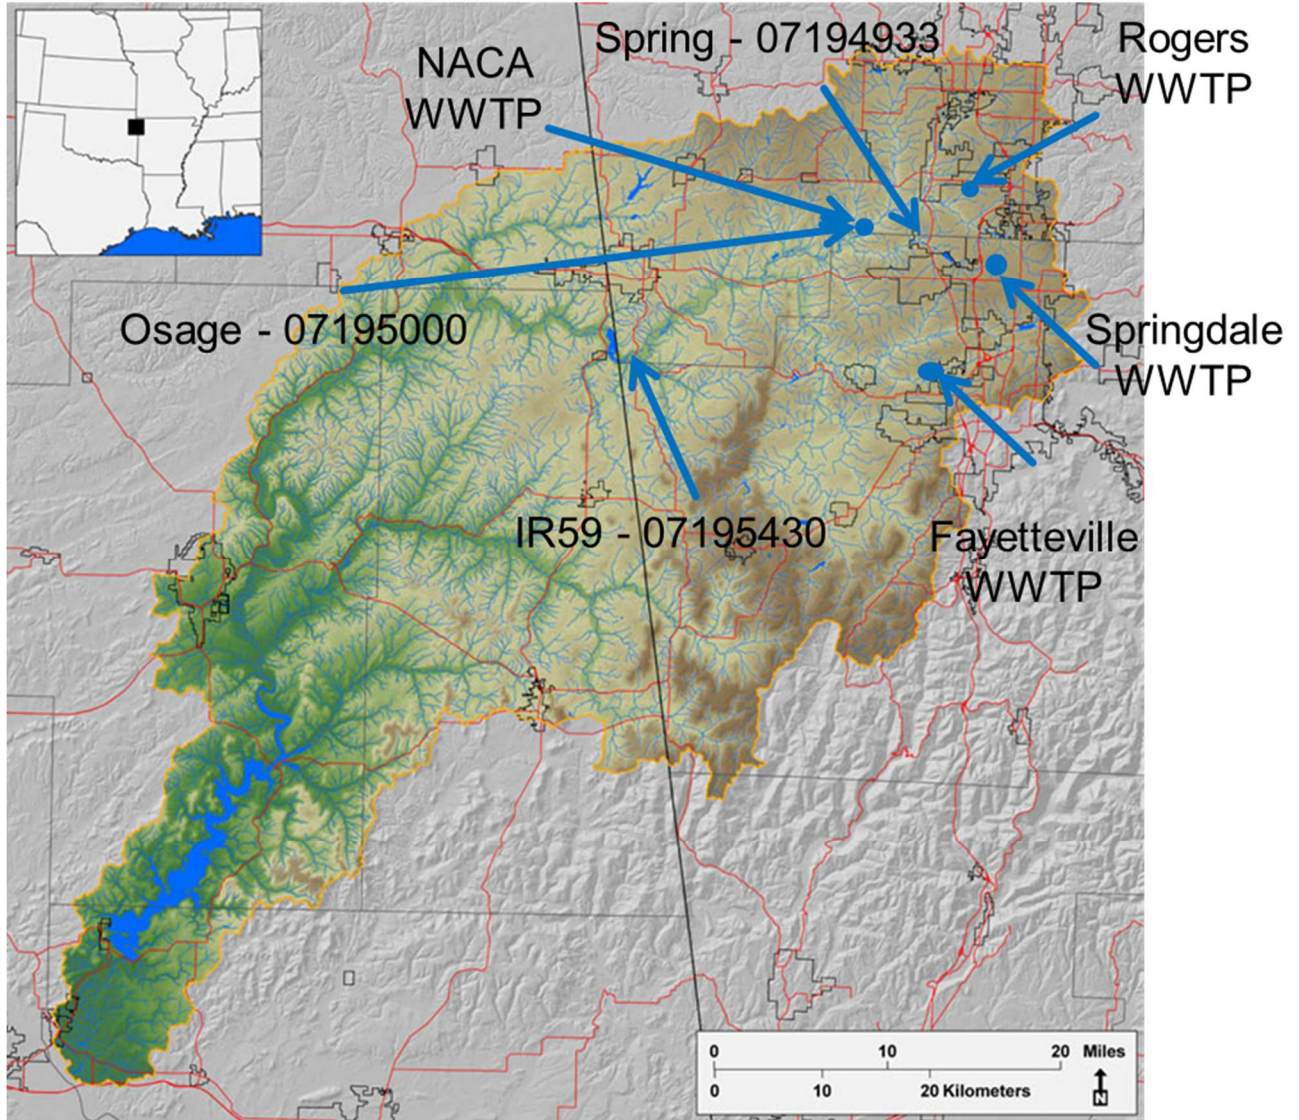 Spring - 07194933
Rogers
WWTP
NACA
WWTP
Osage - 07195000
Springdale
WWTP
IR59 - 07195430
Fayetteville
WWTP
0 10 20 Miles
0 10 20 Kilometers
N